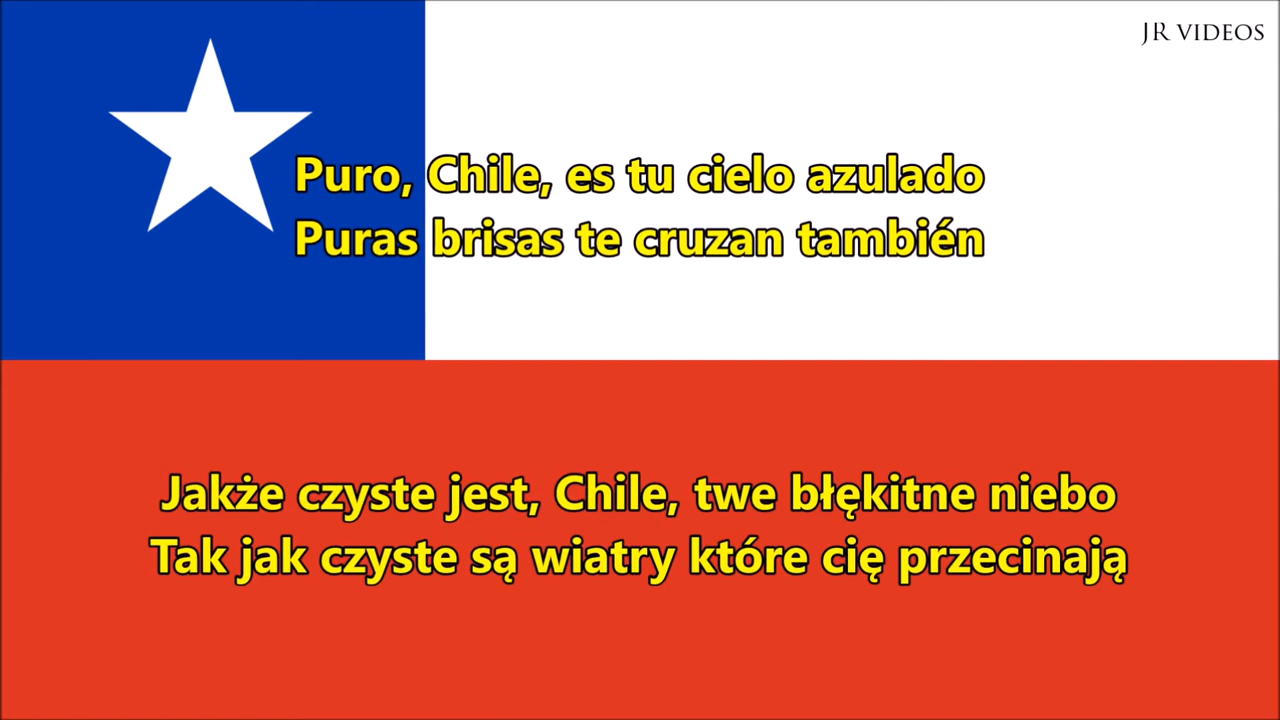 JR VIDEOS
Puro, Chile, es tu cielo azulado
Puras brisas te cruzan también
Jakże czyste jest, Chile, twe błękitne niebo
Tak jak czyste są wiatry które cię przecinają